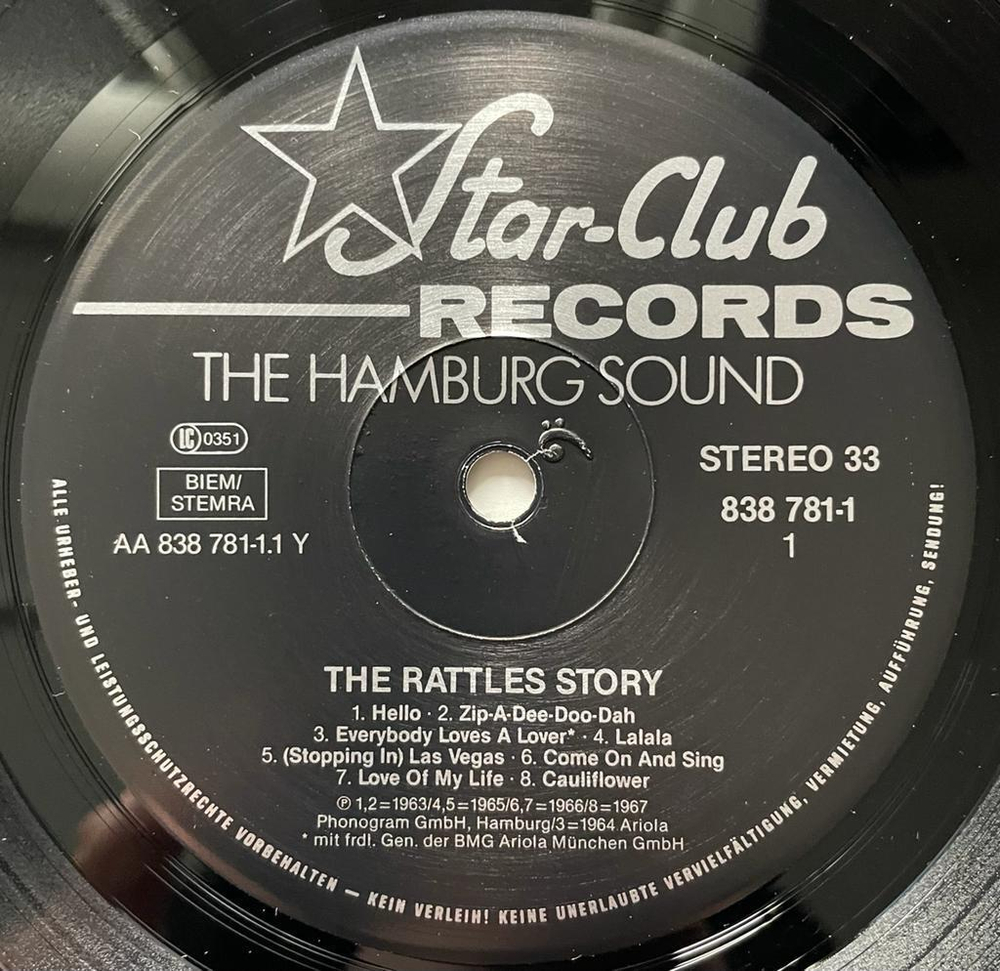 Star-Club
RECORDS
THE HAMBURG SOUND
LC 0351
BIEM/
STEMRA
AA 838 781-1.1 Y
STEREO 33
838 781-1
1
THE RATTLES STORY
1. Hello · 2. Zip-A-Dee-Doo-Dah
3. Everybody Loves A Lover* · 4. Lalala
5. (Stopping In) Las Vegas · 6. Come On And Sing
7. Love Of My Life · 8. Cauliflower
℗ 1,2=1963/4,5=1965/6,7=1966/8=1967
Phonogram GmbH, Hamburg/3=1964 Ariola
* mit frdl. Gen. der BMG Ariola München GmbH
ALLE URHEBER- UND LEISTUNGSSCHUTZRECHTE VORBEHALTEN — KEIN VERLEIH! KEINE UNERLAUBTE VERVIELFÄLTIGUNG, VERMIETUNG, AUFFÜHRUNG, SENDUNG!